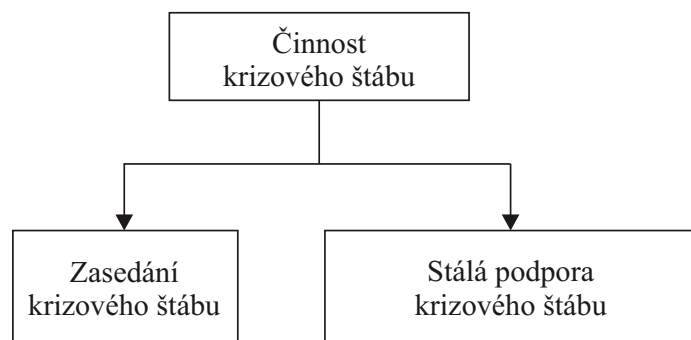 Činnost
krizového štábu
Zasedání
krizového štábu
Stálá podpora
krizového štábu